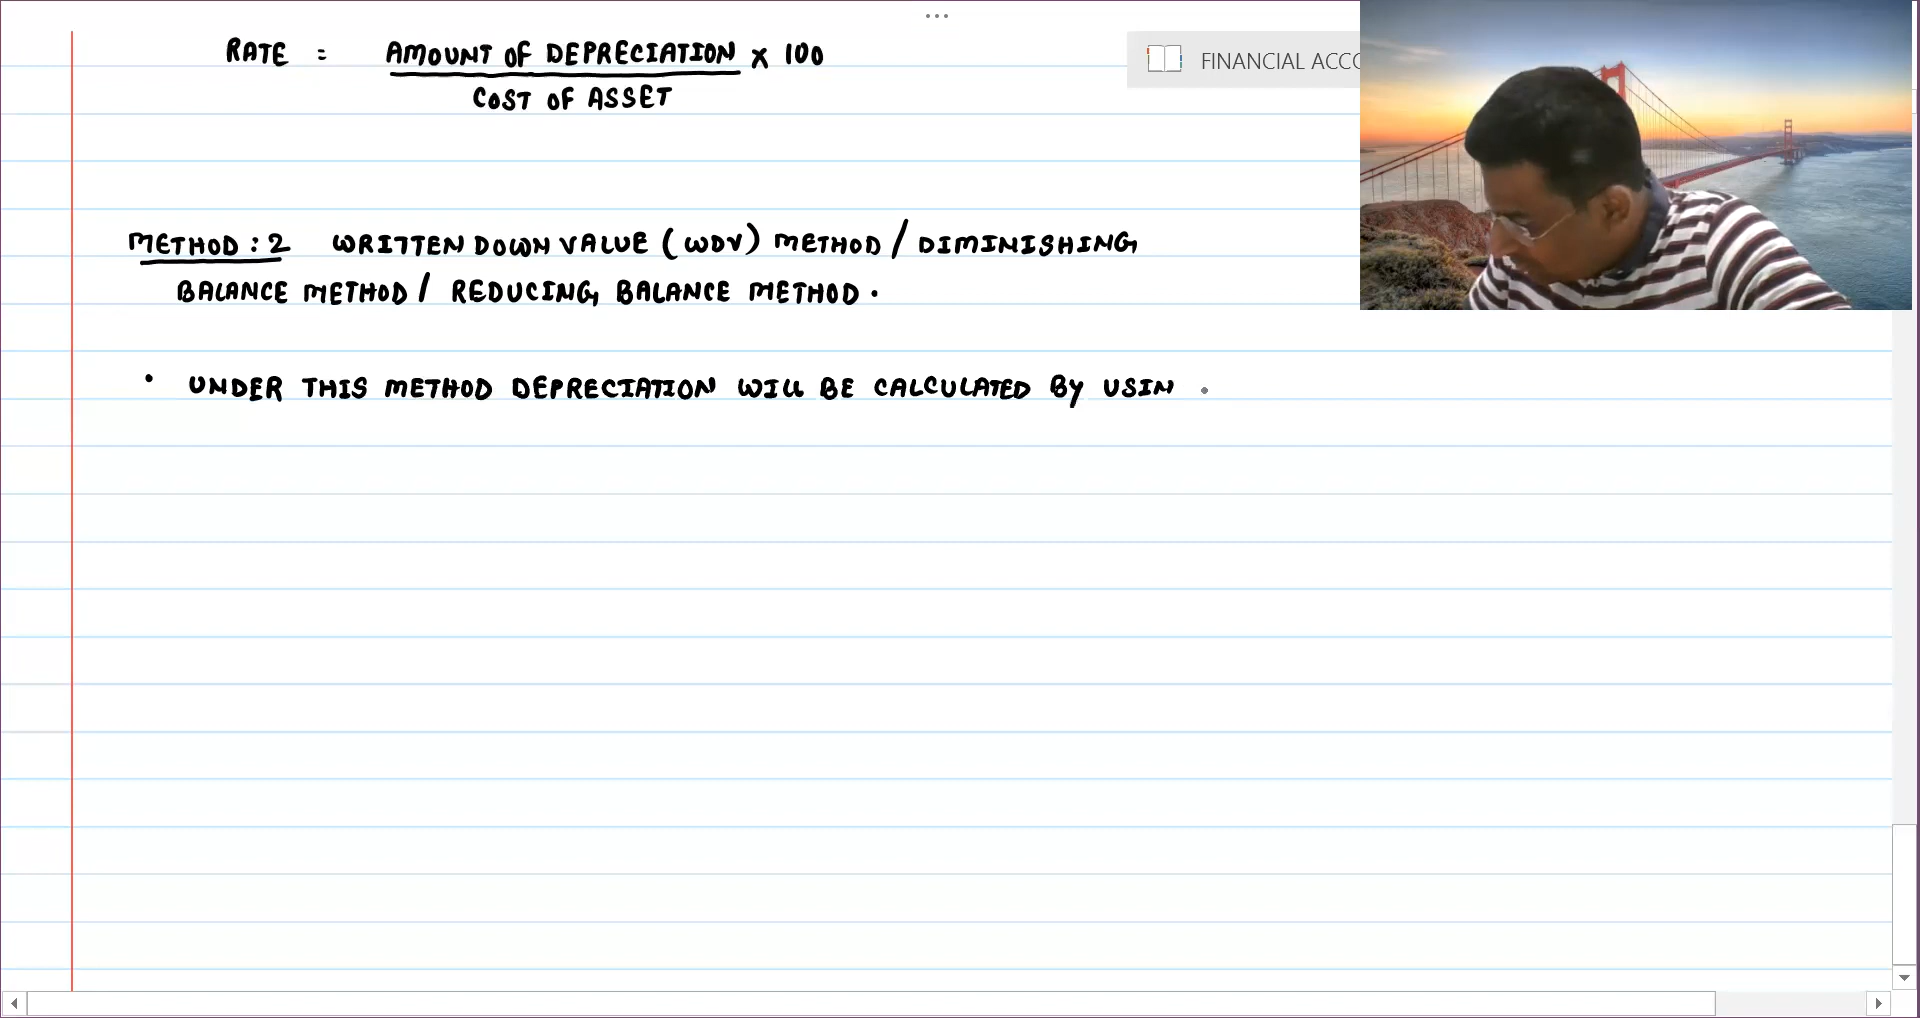 RATE = AMOUNT OF DEPRECIATION x 100
COST OF ASSET
FINANCIAL ACCO
METHOD : 2 WRITTEN DOWN VALUE (WDV) METHOD / DIMINISHING
BALANCE METHOD / REDUCING BALANCE METHOD.
• UNDER THIS METHOD DEPRECIATION WILL BE CALCULATED BY USIN